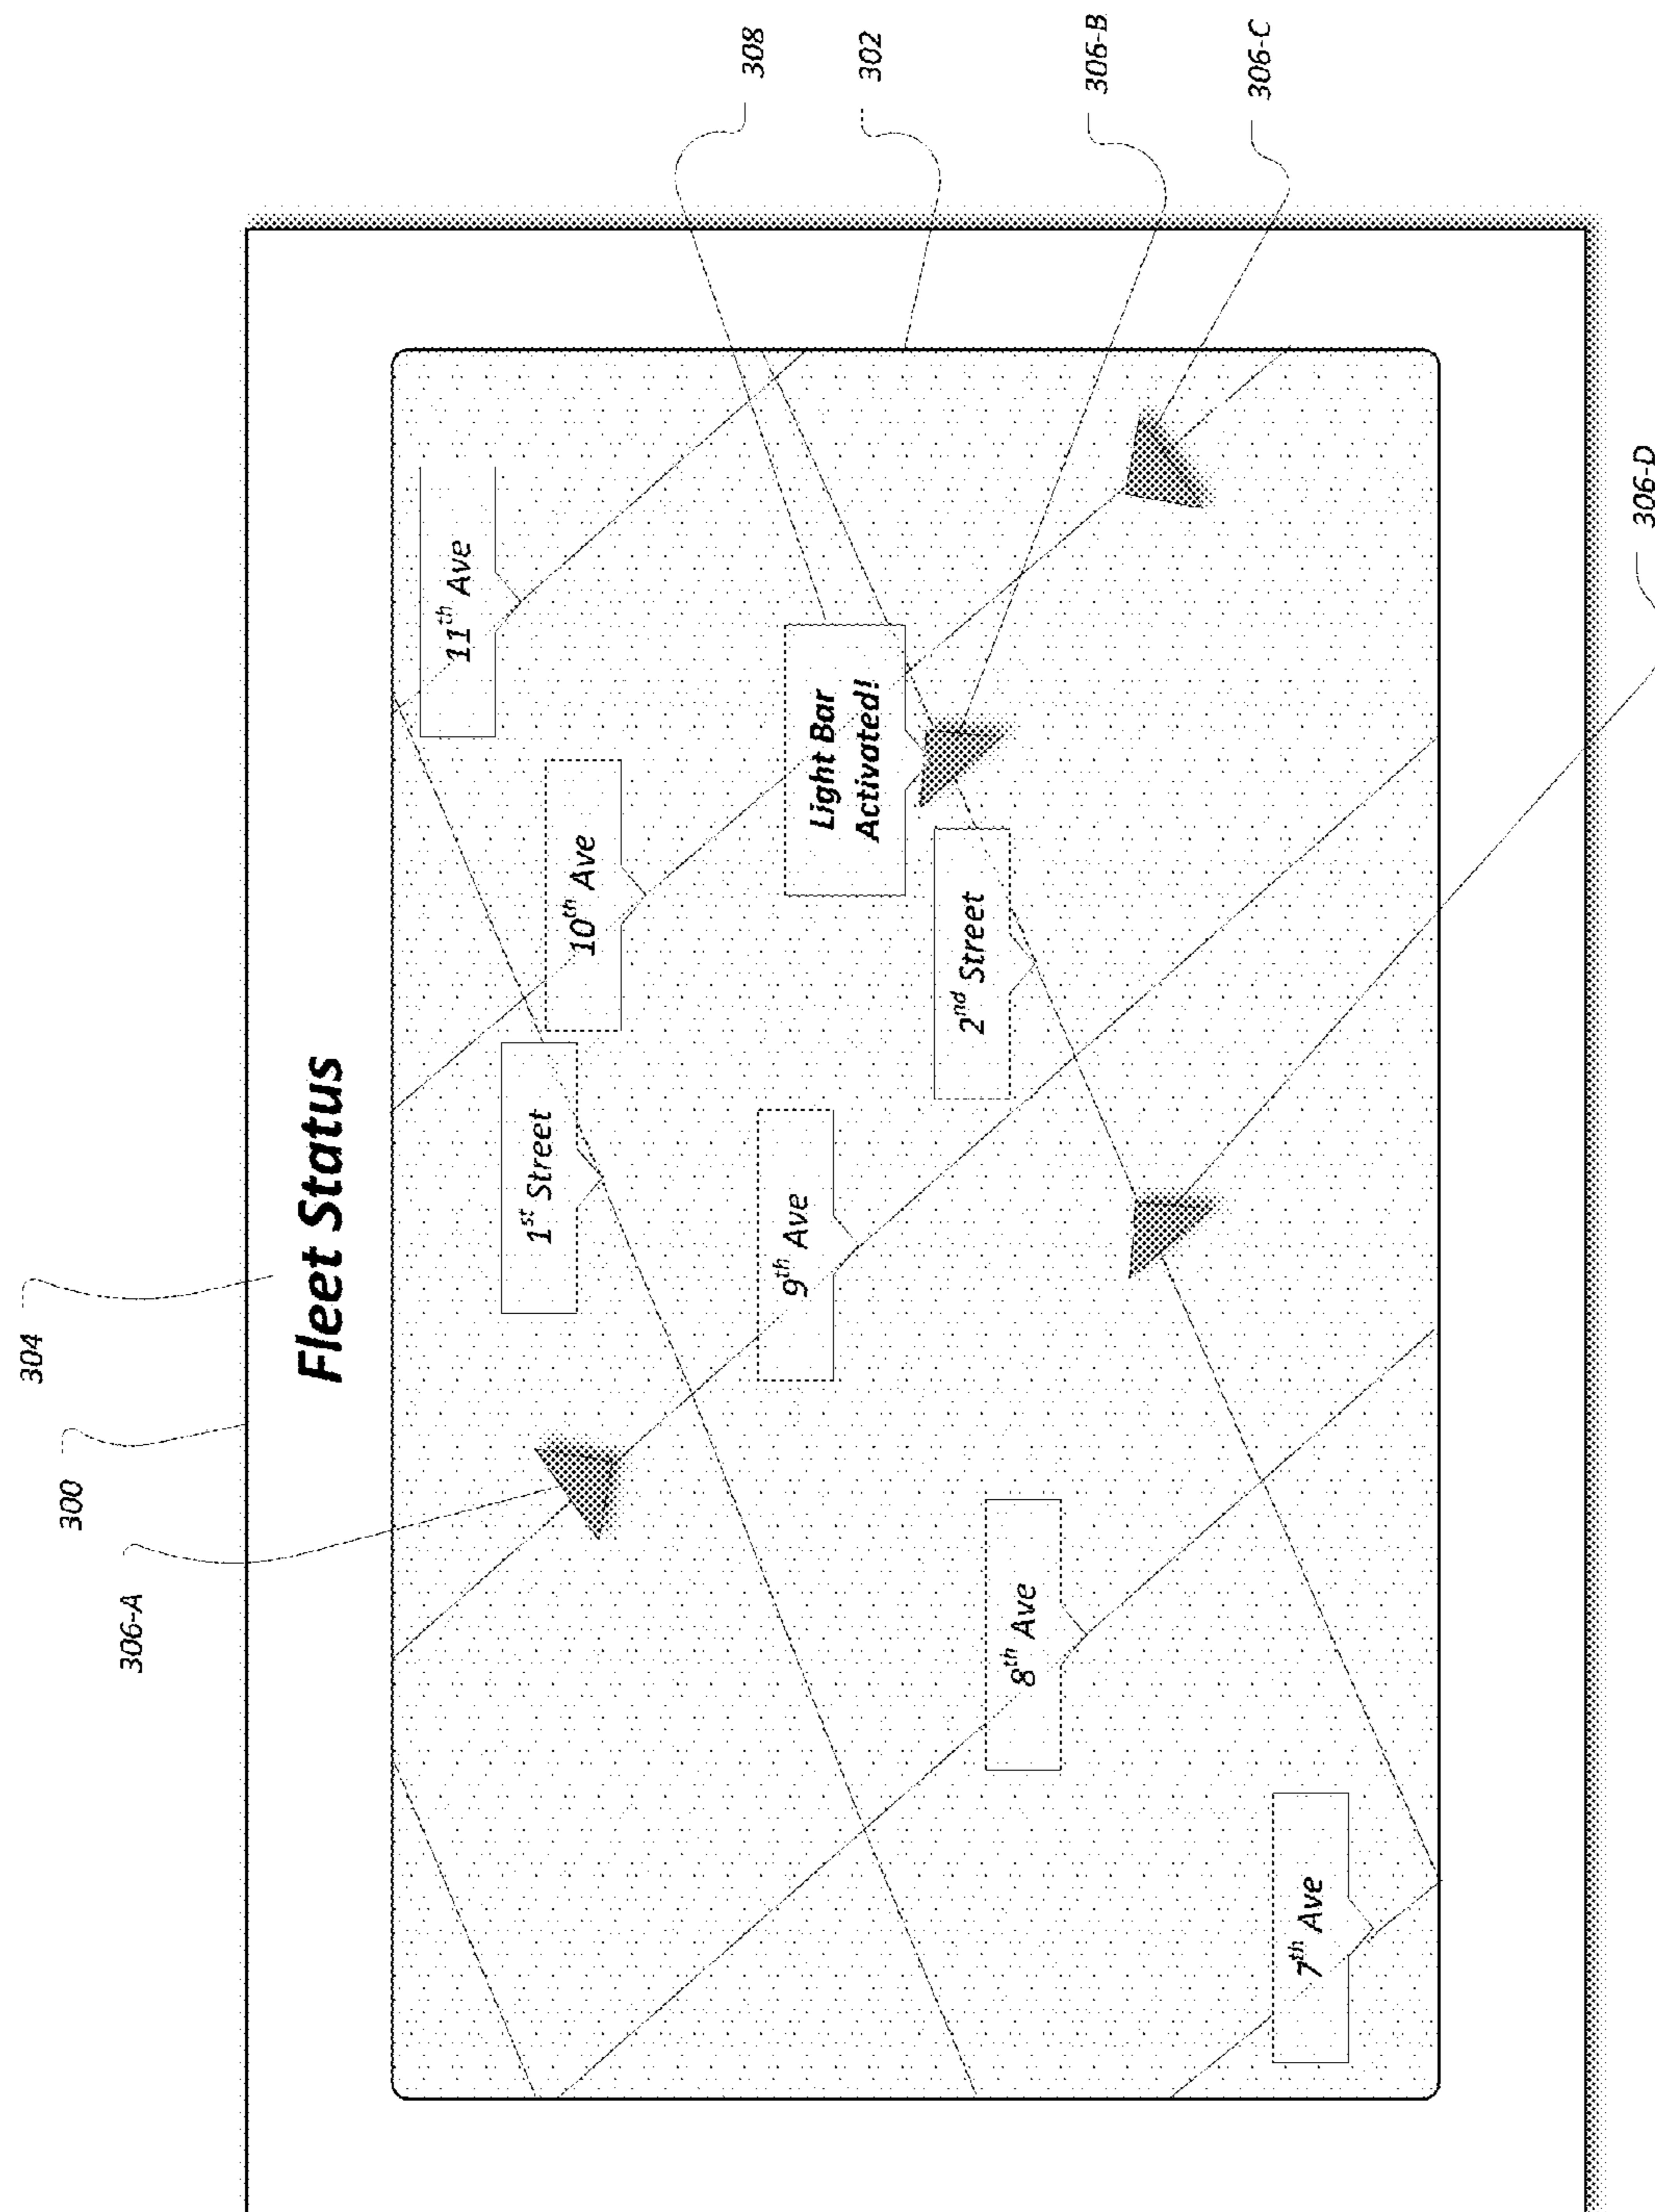 304
300
306-A
Fleet Status
11th Ave
10th Ave
1st Street
Light Bar
Activated!
9th Ave
2nd Street
8th Ave
7th Ave
308
302
306-B
306-C
306-D